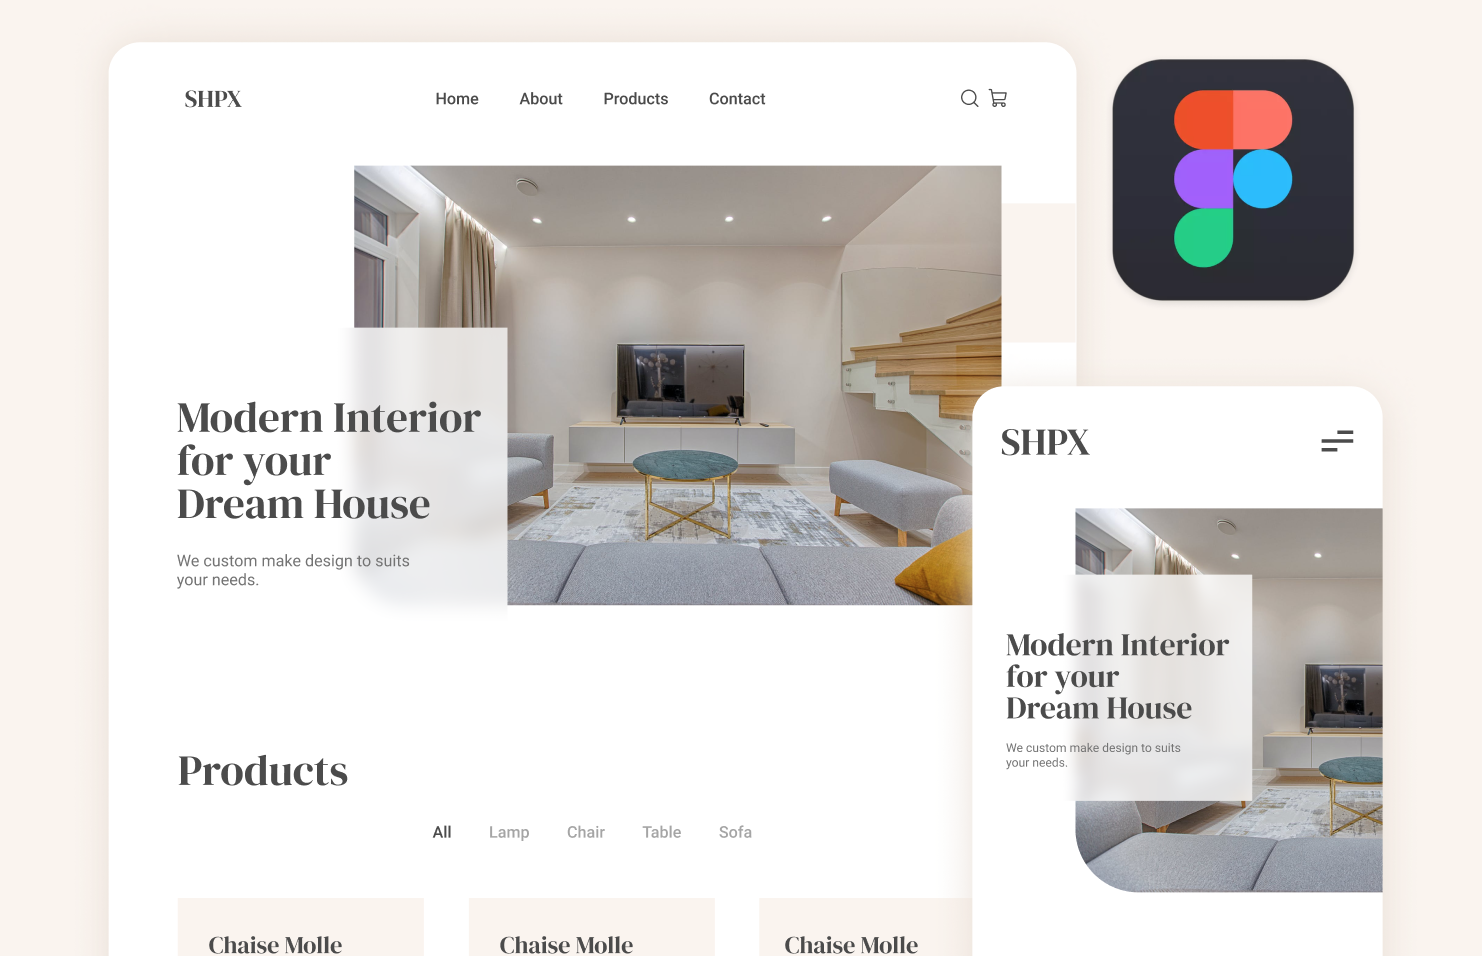 SHPX
Home About Products Contact
Modern Interior
for your
Dream House
We custom make design to suits
your needs.
Products
All Lamp Chair Table Sofa
Chaise Molle Chaise Molle Chaise Molle
SHPX
Modern Interior
for your
Dream House
We custom make design to suits
your needs.